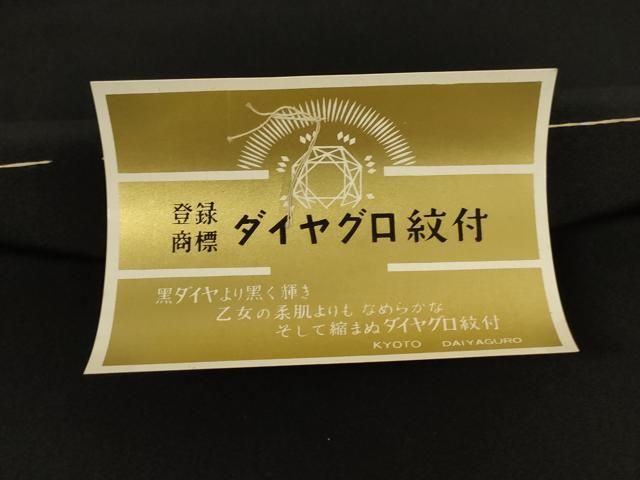 登録
商標
ダイヤグロ紋付
黒ダイヤより黒く輝き
乙女の柔肌よりも なめらかな
そして縮まぬダイヤグロ紋付
KYOTO DAIYAGURO